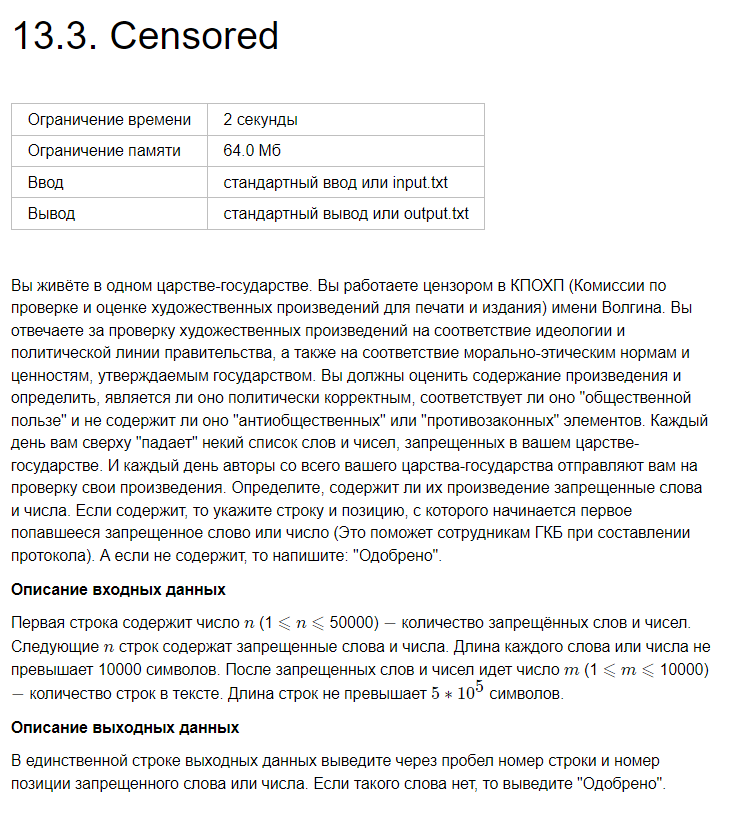 13.3. Censored
Ограничение времени 2 секунды
Ограничение памяти 64.0 Мб
Ввод стандартный ввод или input.txt
Вывод стандартный вывод или output.txt
Вы живёте в одном царстве-государстве. Вы работаете цензором в КПОХП (Комиссии по
проверке и оценке художественных произведений для печати и издания) имени Волгина. Вы
отвечаете за проверку художественных произведений на соответствие идеологии и
политической линии правительства, а также на соответствие морально-этическим нормам и
ценностям, утверждаемым государством. Вы должны оценить содержание произведения и
определить, является ли оно политически корректным, соответствует ли оно "общественной
пользе" и не содержит ли оно "антиобщественных" или "противозаконных" элементов. Каждый
день вам сверху "падает" некий список слов и чисел, запрещенных в вашем царстве-
государстве. И каждый день авторы со всего вашего царства-государства отправляют вам на
проверку свои произведения. Определите, содержит ли их произведение запрещенные слова
и числа. Если содержит, то укажите строку и позицию, с которого начинается первое
попавшееся запрещенное слово или число (Это поможет сотрудникам ГКБ при составлении
протокола). А если не содержит, то напишите: "Одобрено".
Описание входных данных
Первая строка содержит число n (1 ⩽ n ⩽ 50000) − количество запрещённых слов и чисел.
Следующие n строк содержат запрещенные слова и числа. Длина каждого слова или числа не
превышает 10000 символов. После запрещенных слов и чисел идет число m (1 ⩽ m ⩽ 10000)
− количество строк в тексте. Длина строк не превышает 5 ∗ 10^5 символов.
Описание выходных данных
В единственной строке выходных данных выведите через пробел номер строки и номер
позиции запрещенного слова или числа. Если такого слова нет, то выведите "Одобрено".